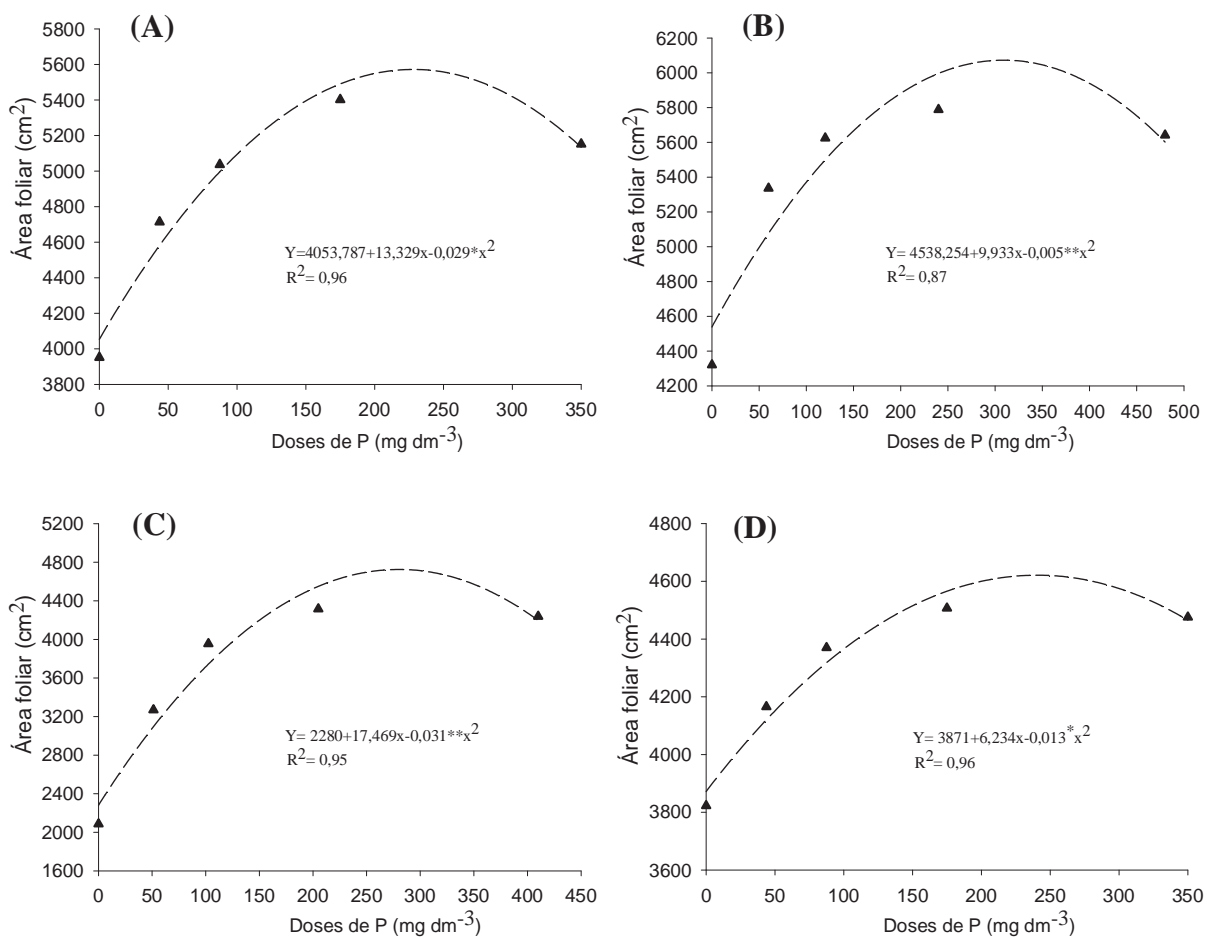 (A)
5800
5600
5400
5200
5000
4800
4600
4400
4200
4000
3800
Área foliar (cm²)
Y=4053,787+13,329x-0,029*x²
R²= 0,96
0 50 100 150 200 250 300 350
Doses de P (mg dm⁻³)
(B)
6200
6000
5800
5600
5400
5200
5000
4800
4600
4400
4200
Área foliar (cm²)
Y= 4538,254+9,933x-0,005**x²
R²= 0,87
0 50 100 150 200 250 300 350 400 450 500
Doses de P (mg dm⁻³)
(C)
5200
4800
4400
4000
3600
3200
2800
2400
2000
1600
Área foliar (cm²)
Y= 2280+17,469x-0,031**x²
R²= 0,95
0 50 100 150 200 250 300 350 400 450
Doses de P (mg dm⁻³)
(D)
4800
4600
4400
4200
4000
3800
3600
Área foliar (cm²)
Y= 3871+6,234x-0,013*x²
R²= 0,96
0 50 100 150 200 250 300 350
Doses de P (mg dm⁻³)